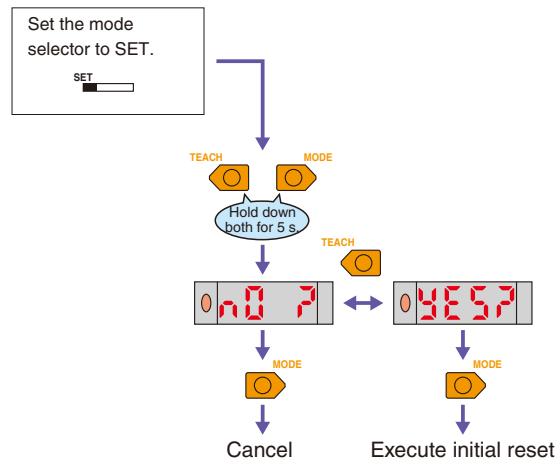 Set the mode
selector to SET.
SET
TEACH
MODE
Hold down
both for 5 s.
TEACH
nO ?
YES?
MODE
MODE
Cancel
Execute initial reset